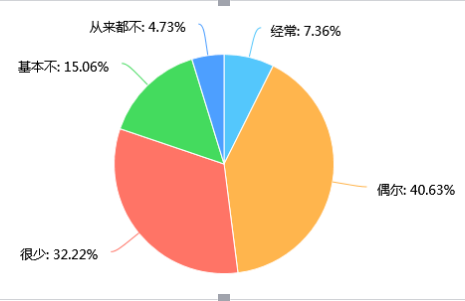 从来都不: 4.73%
经常: 7.36%
基本不: 15.06%
偶尔: 40.63%
很少: 32.22%